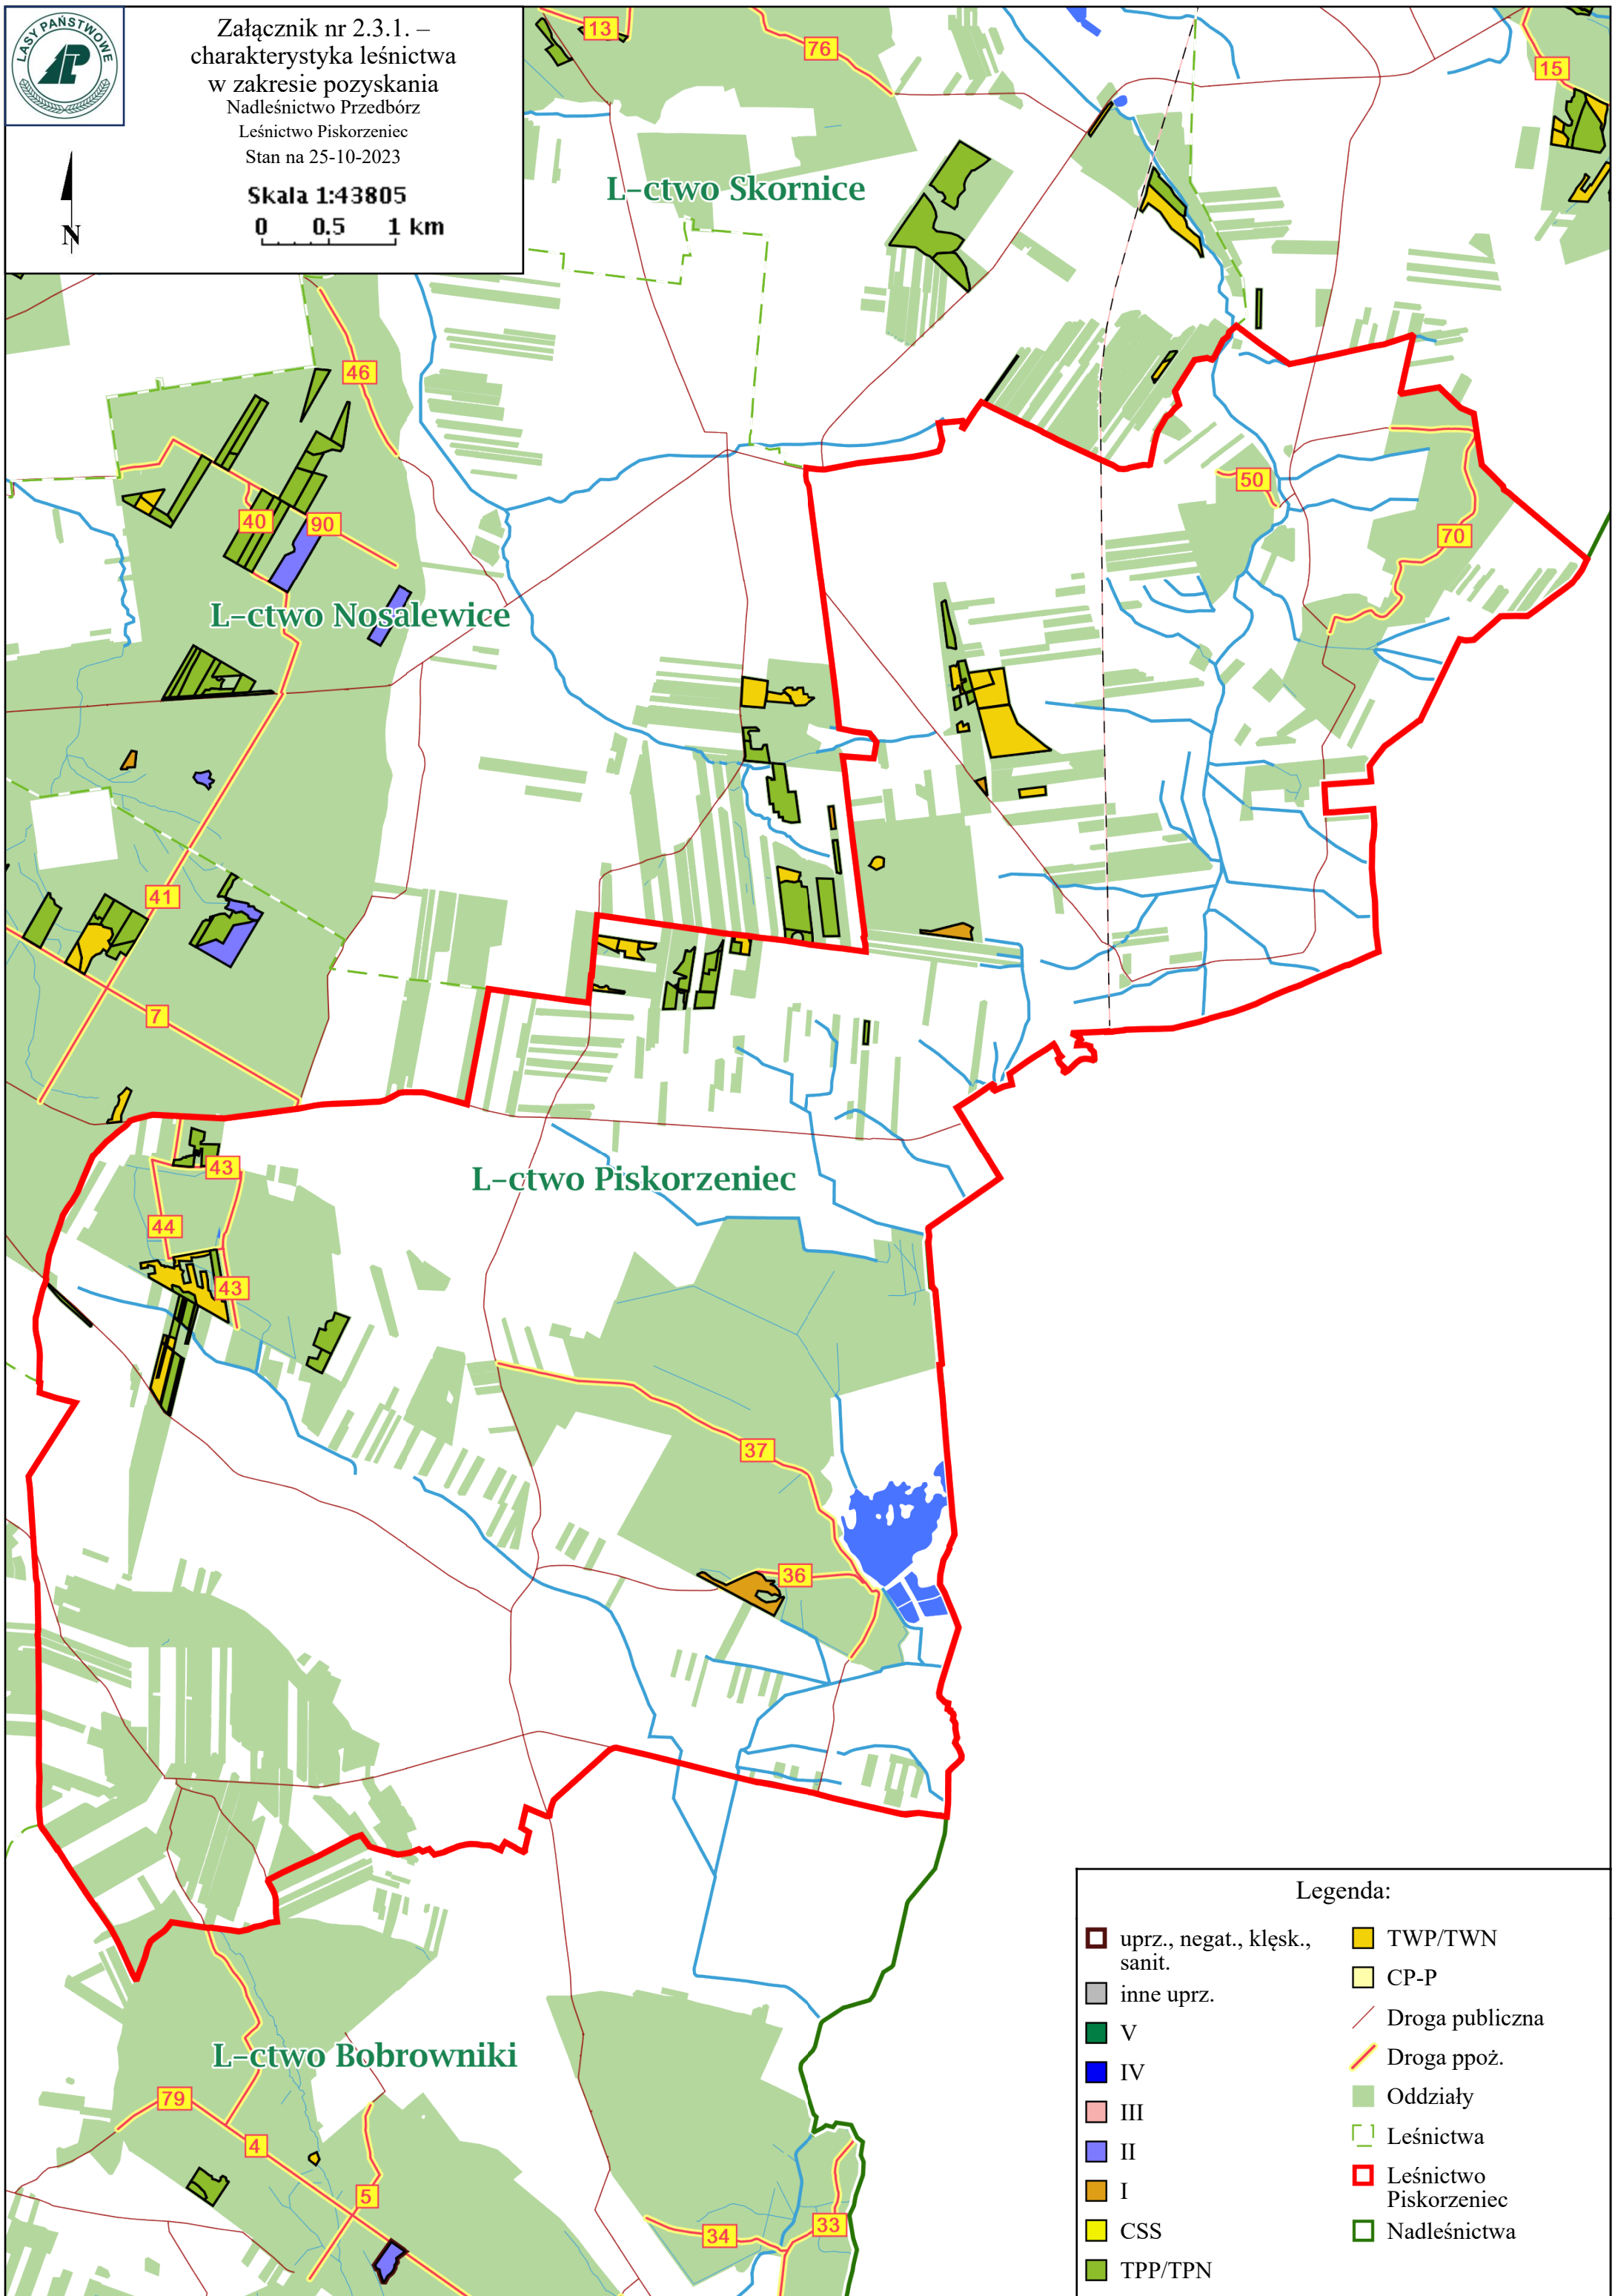 LASY PAŃSTWOWE
Załącznik nr 2.3.1. –
charakterystyka leśnictwa
w zakresie pozyskania
Nadleśnictwo Przedbórz
Leśnictwo Piskorzeniec
Stan na 25-10-2023
Skala 1:43805
0 0.5 1 km
N
13
76
15
L-ctwo Skornice
46
50
40
90
70
L-ctwo Nosalewice
41
7
43
L-ctwo Piskorzeniec
44
43
37
36
L-ctwo Bobrowniki
79
4
5
34
33
Legenda:
uprz., negat., klęsk.,
sanit.
inne uprz.
V
IV
III
II
I
CSS
TPP/TPN
TWP/TWN
CP-P
Droga publiczna
Droga ppoż.
Oddziały
Leśnictwa
Leśnictwo
Piskorzeniec
Nadleśnictwa